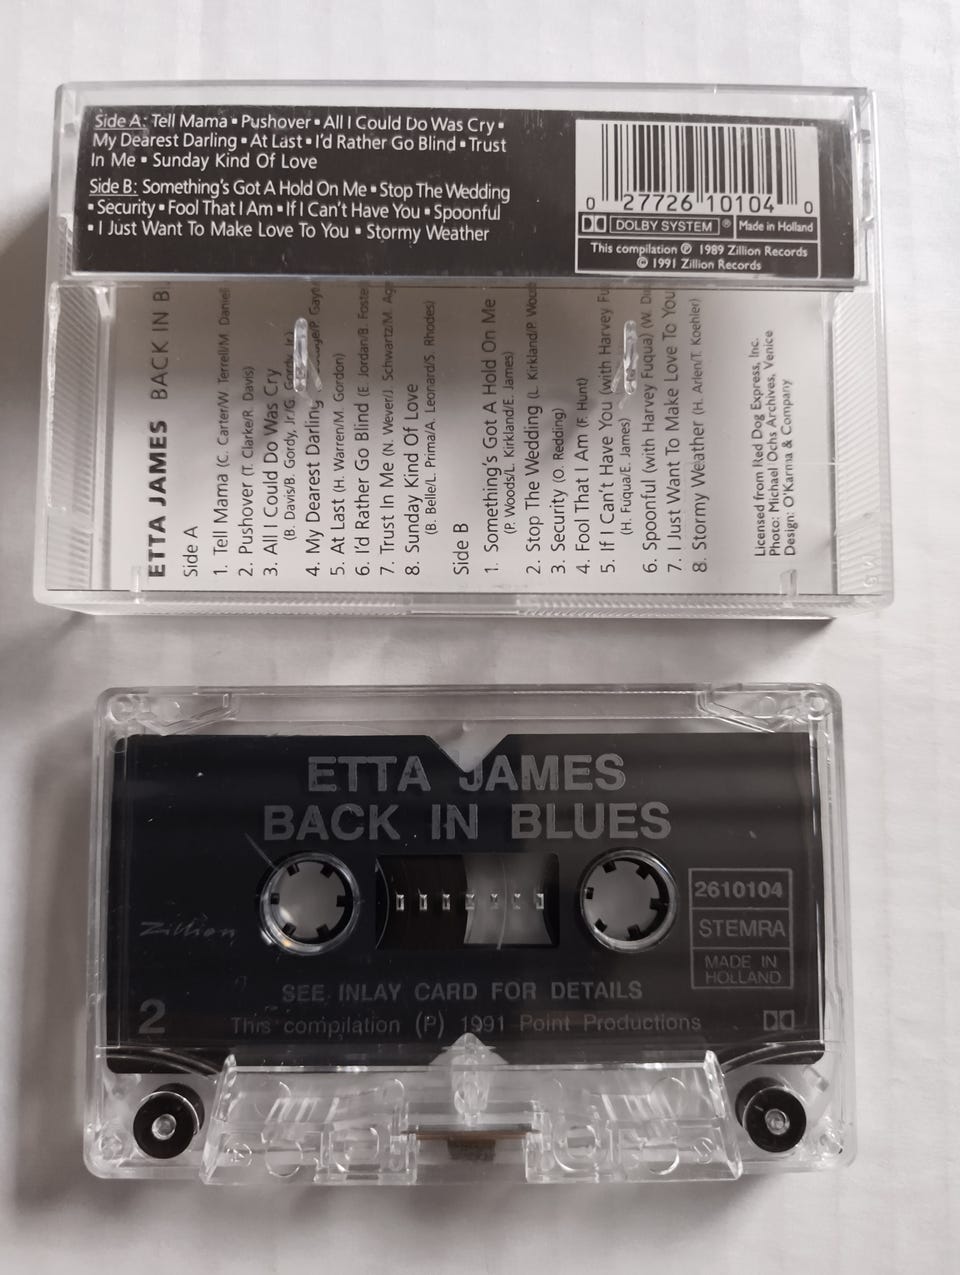 Side A: Tell Mama ▪ Pushover ▪ All I Could Do Was Cry ▪
My Dearest Darling ▪ At Last ▪ I'd Rather Go Blind ▪ Trust
In Me ▪ Sunday Kind Of Love
Side B: Something's Got A Hold On Me ▪ Stop The Wedding
▪ Security ▪ Fool That I Am ▪ If I Can't Have You ▪ Spoonful
▪ I Just Want To Make Love To You ▪ Stormy Weather
0 27726 10104 0
DOLBY SYSTEM ® Made in Holland
This compilation ℗ 1989 Zillion Records
© 1991 Zillion Records
ETTA JAMES BACK IN
Side A
1. Tell Mama (C. Carter/W. Terrell/M. Daniel
2. Pushover (T. Clarke/R. Davis)
3. All I Could Do Was Cry
(B. Davis/B. Gordy, Jr./G. Gordy, Jr.)
4. My Dearest Darling
5. At Last (H. Warren/M. Gordon)
6. I'd Rather Go Blind (E. Jordan/B. Foste
7. Trust In Me (N. Wever/J. Schwartz/M. Ag
8. Sunday Kind Of Love
(B. Belle/L. Prima/A. Leonard/S. Rhodes)
Side B
1. Something's Got A Hold On Me
(P. Woods/L. Kirkland/E. James)
2. Stop The Wedding (L. Kirkland/P. Woo
3. Security (O. Redding)
4. Fool That I Am (F. Hunt)
5. If I Can't Have You (with Harvey Fu
(H. Fuqua/E. James)
6. Spoonful (with Harvey Fuqua) (W. Di
7. I Just Want To Make Love To You
8. Stormy Weather (H. Arlen/T. Koehler)
Licensed from Red Dog Express, Inc.
Photo: Michael Ochs Archives, Venice
Design: O'Karma & Company
ETTA JAMES
BACK IN BLUES
Zillion
2610104
STEMRA
MADE IN
HOLLAND
SEE INLAY CARD FOR DETAILS
2
This compilation (P) 1991 Point Productions